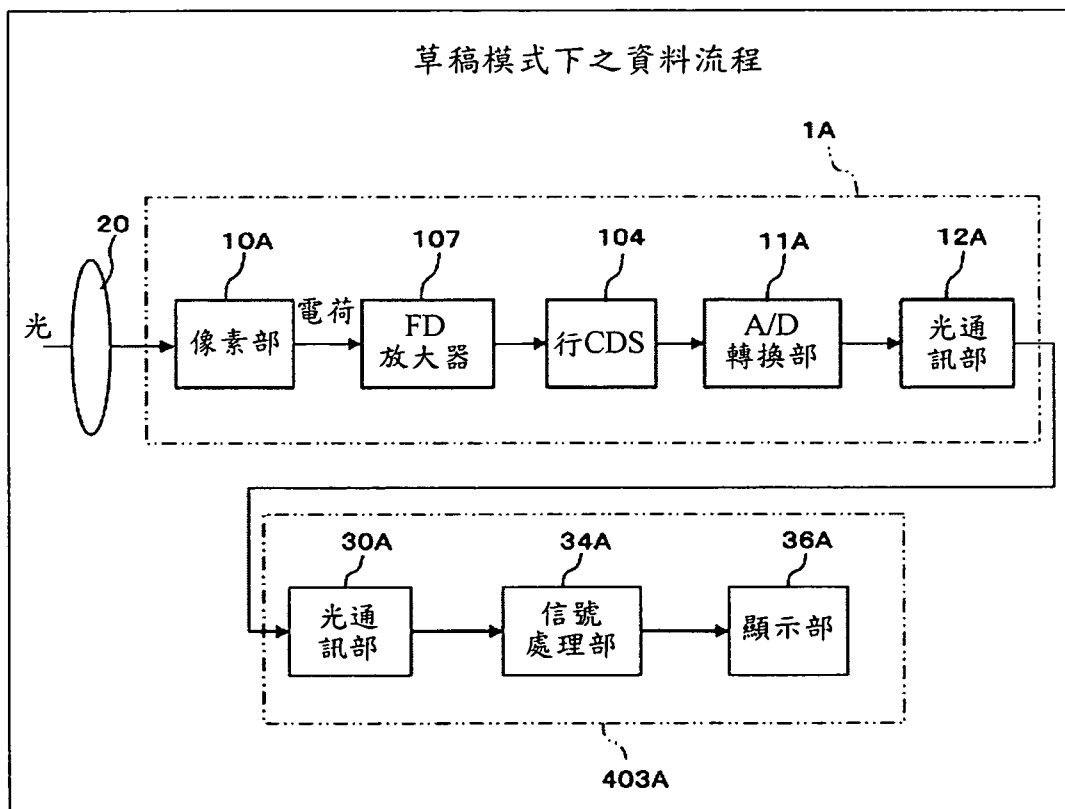 草稿模式下之資料流程
1A
20
10A
107
104
11A
12A
光
像素部
電荷
FD
放大器
行CDS
A/D
轉換部
光通
訊部
30A
34A
36A
光通
訊部
信號
處理部
顯示部
403A